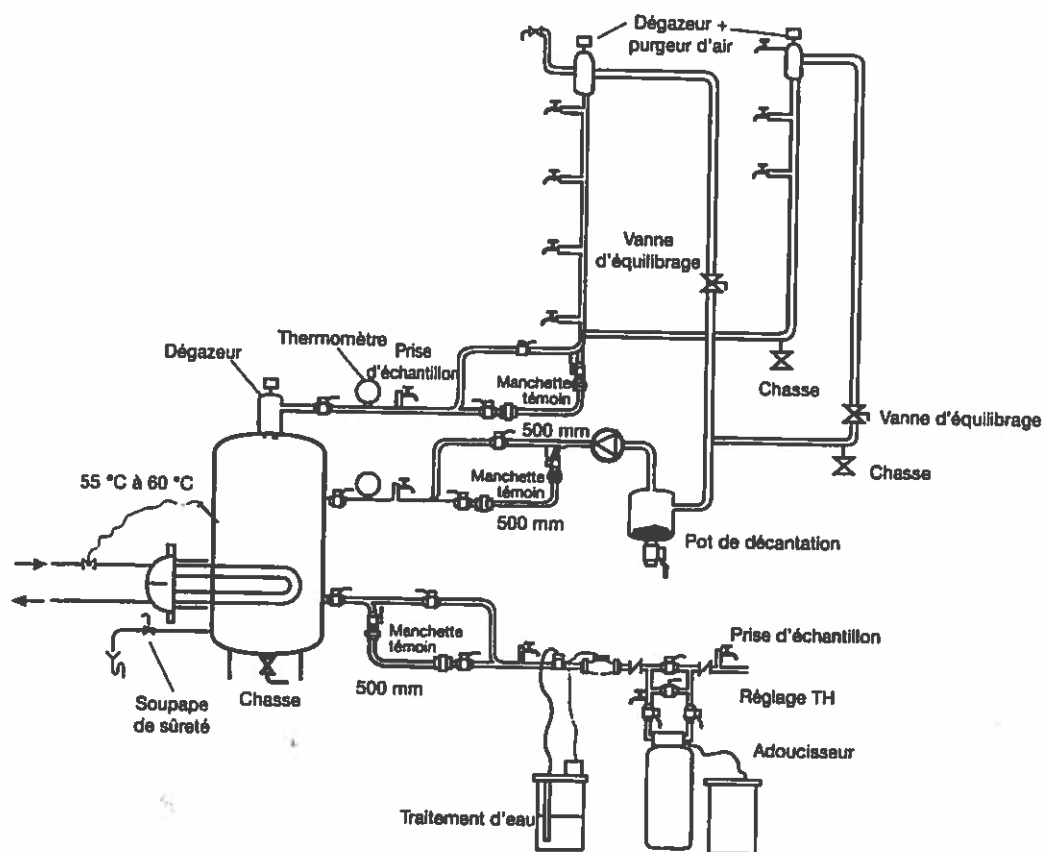 Dégazeur +
purgeur d'air
Vanne
d'équilibrage
Thermomètre
Prise
d'échantillon
Dégazeur
Manchette
témoin
500 mm
Chasse
Vanne d'équilibrage
Chasse
55 °C à 60 °C
Manchette
témoin
500 mm
Pot de décantation
Manchette
témoin
500 mm
Prise d'échantillon
Réglage TH
Chasse
Soupape
de sûreté
Adoucisseur
Traitement d'eau